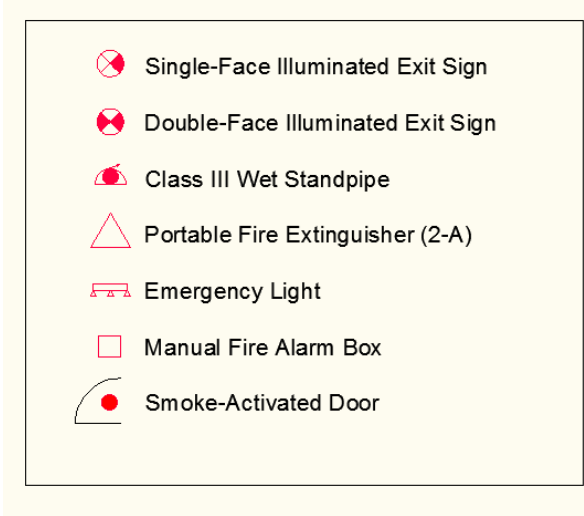 Single-Face Illuminated Exit Sign
Double-Face Illuminated Exit Sign
Class III Wet Standpipe
Portable Fire Extinguisher (2-A)
Emergency Light
Manual Fire Alarm Box
Smoke-Activated Door